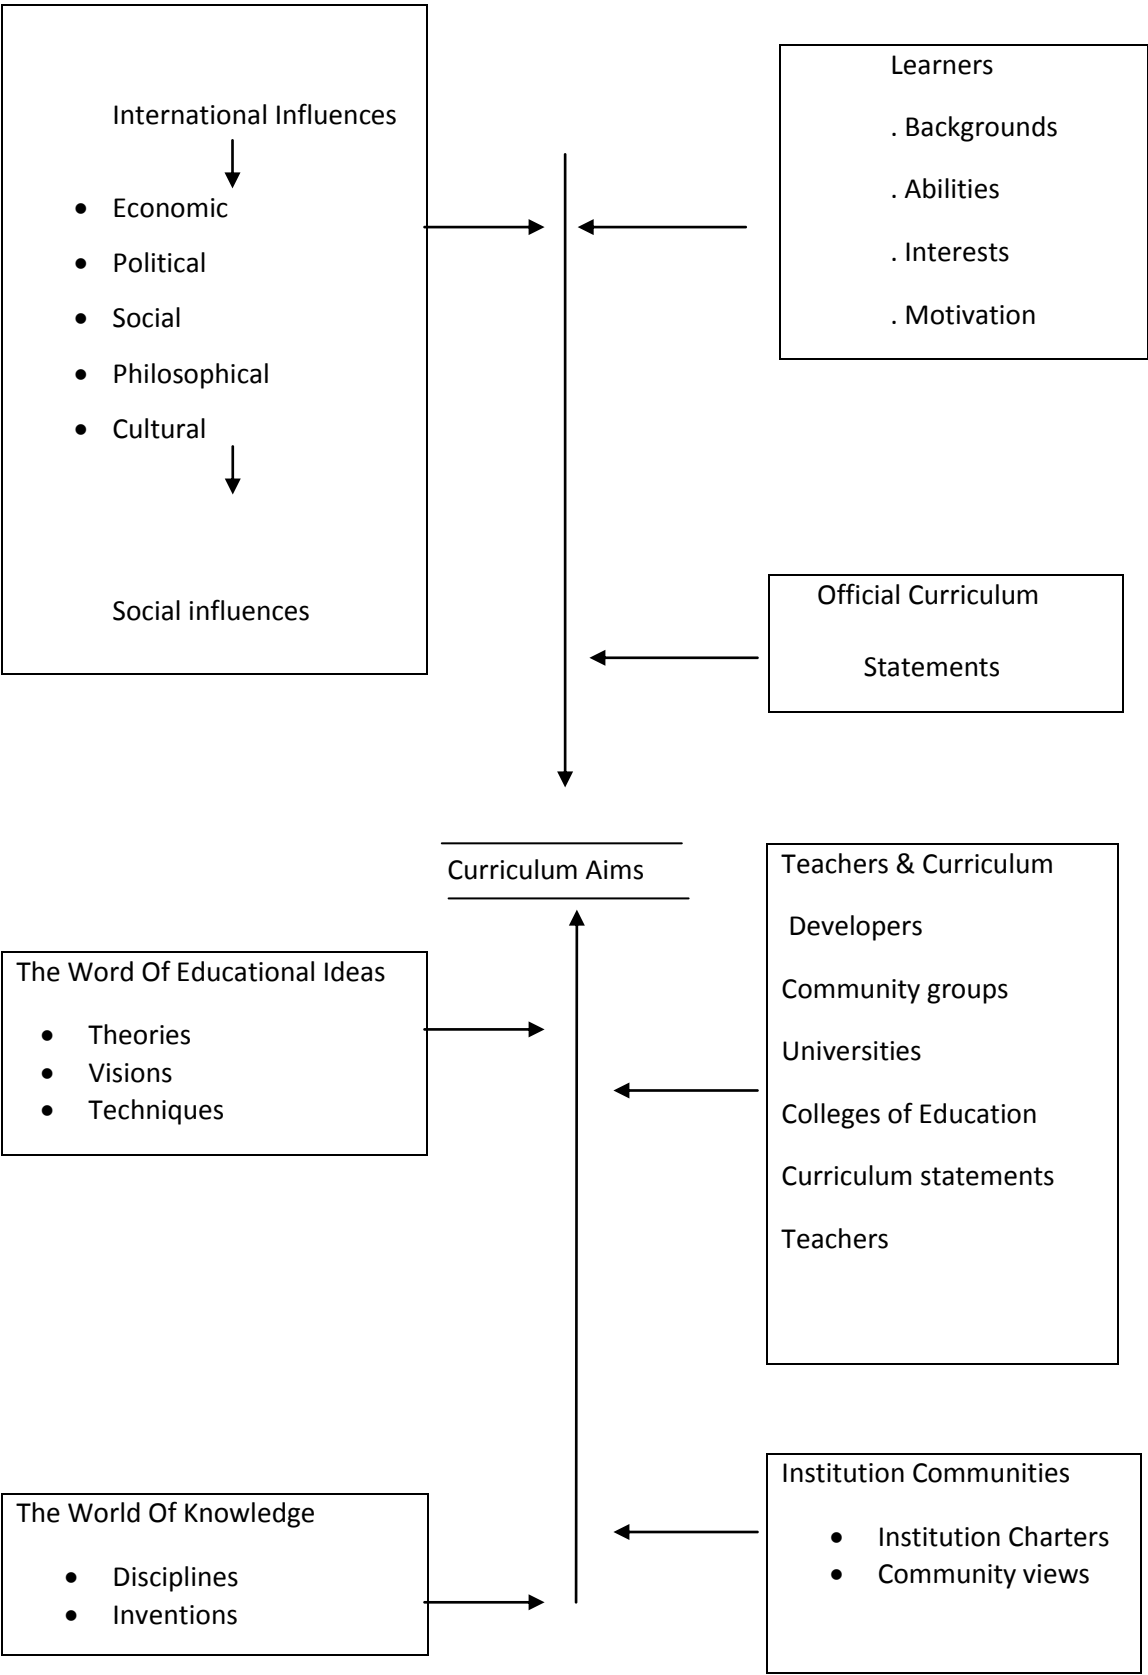 International Influences
• Economic
• Political
• Social
• Philosophical
• Cultural
Social influences
Learners
. Backgrounds
. Abilities
. Interests
. Motivation
Official Curriculum
Statements
Curriculum Aims
The Word Of Educational Ideas
• Theories
• Visions
• Techniques
Teachers & Curriculum
Developers
Community groups
Universities
Colleges of Education
Curriculum statements
Teachers
The World Of Knowledge
• Disciplines
• Inventions
Institution Communities
• Institution Charters
• Community views